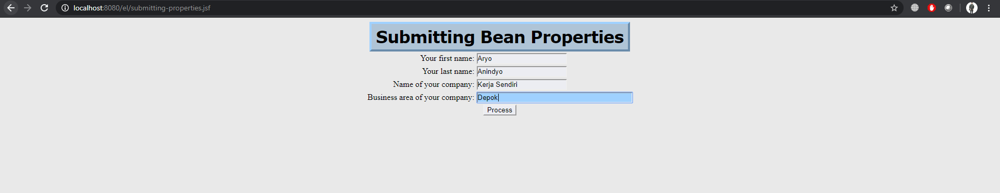 localhost:8080/el/submitting-properties.jsf
Submitting Bean Properties
Your first name: Aryo
Your last name: Anindyo
Name of your company: Kerja Sendiri
Business area of your company: Depok
Process